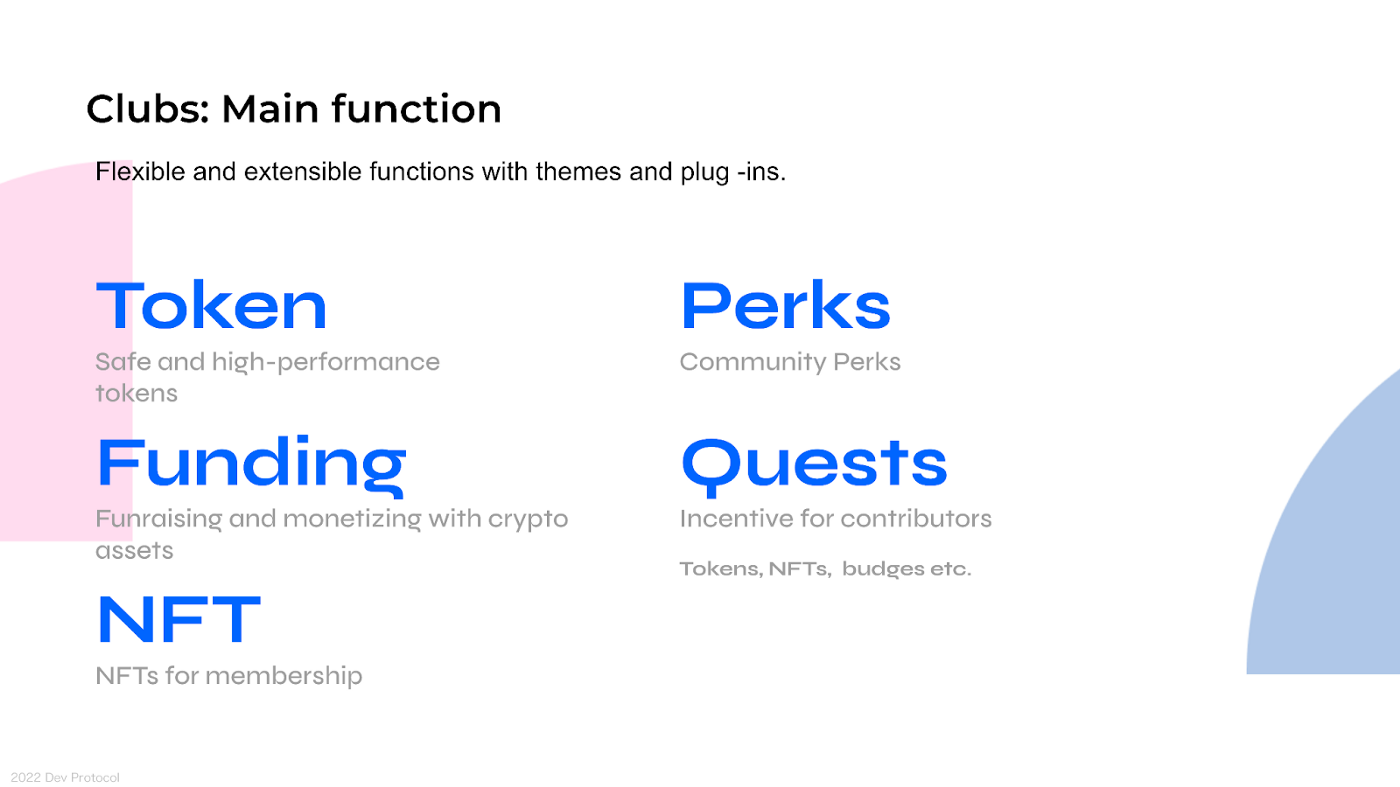 Clubs: Main function
Flexible and extensible functions with themes and plug -ins.
Token
Safe and high-performance
tokens
Funding
Funraising and monetizing with crypto
assets
NFT
NFTs for membership
Perks
Community Perks
Quests
Incentive for contributors
Tokens, NFTs,  budges etc.
2022 Dev Protocol